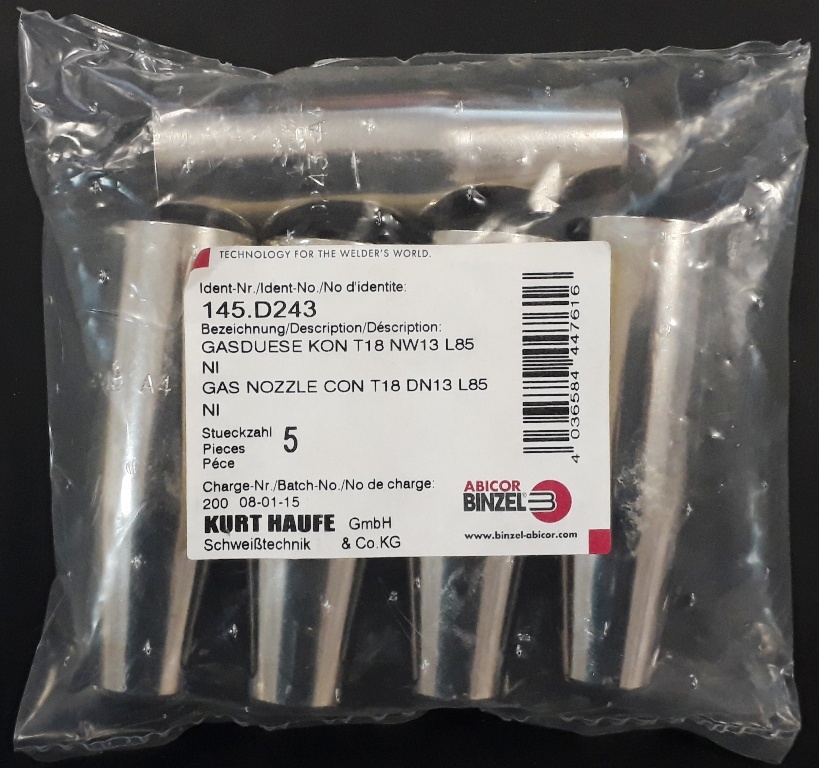 TECHNOLOGY FOR THE WELDER'S WORLD.
Ident-Nr./Ident-No./No d'identite:
145.D243
Bezeichnung/Description/Déscription:
GASDUESE KON T18 NW13 L85
NI
GAS NOZZLE CON T18 DN13 L85
NI
Stueckzahl
Pieces
Péce
5
Charge-Nr./Batch-No./No de charge:
200 08-01-15
KURT HAUFE GmbH
Schweißtechnik & Co.KG
4 036584 447616
ABICOR
BINZEL®
www.binzel-abicor.com